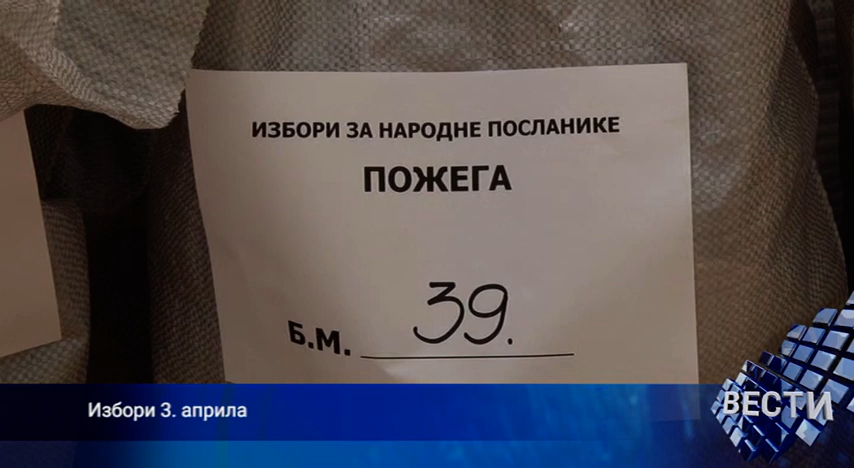 ИЗБОРИ ЗА НАРОДНЕ ПОСЛАНИКЕ
ПОЖЕГА
Б.М. 39.
Избори 3. априла
ВЕСТИ